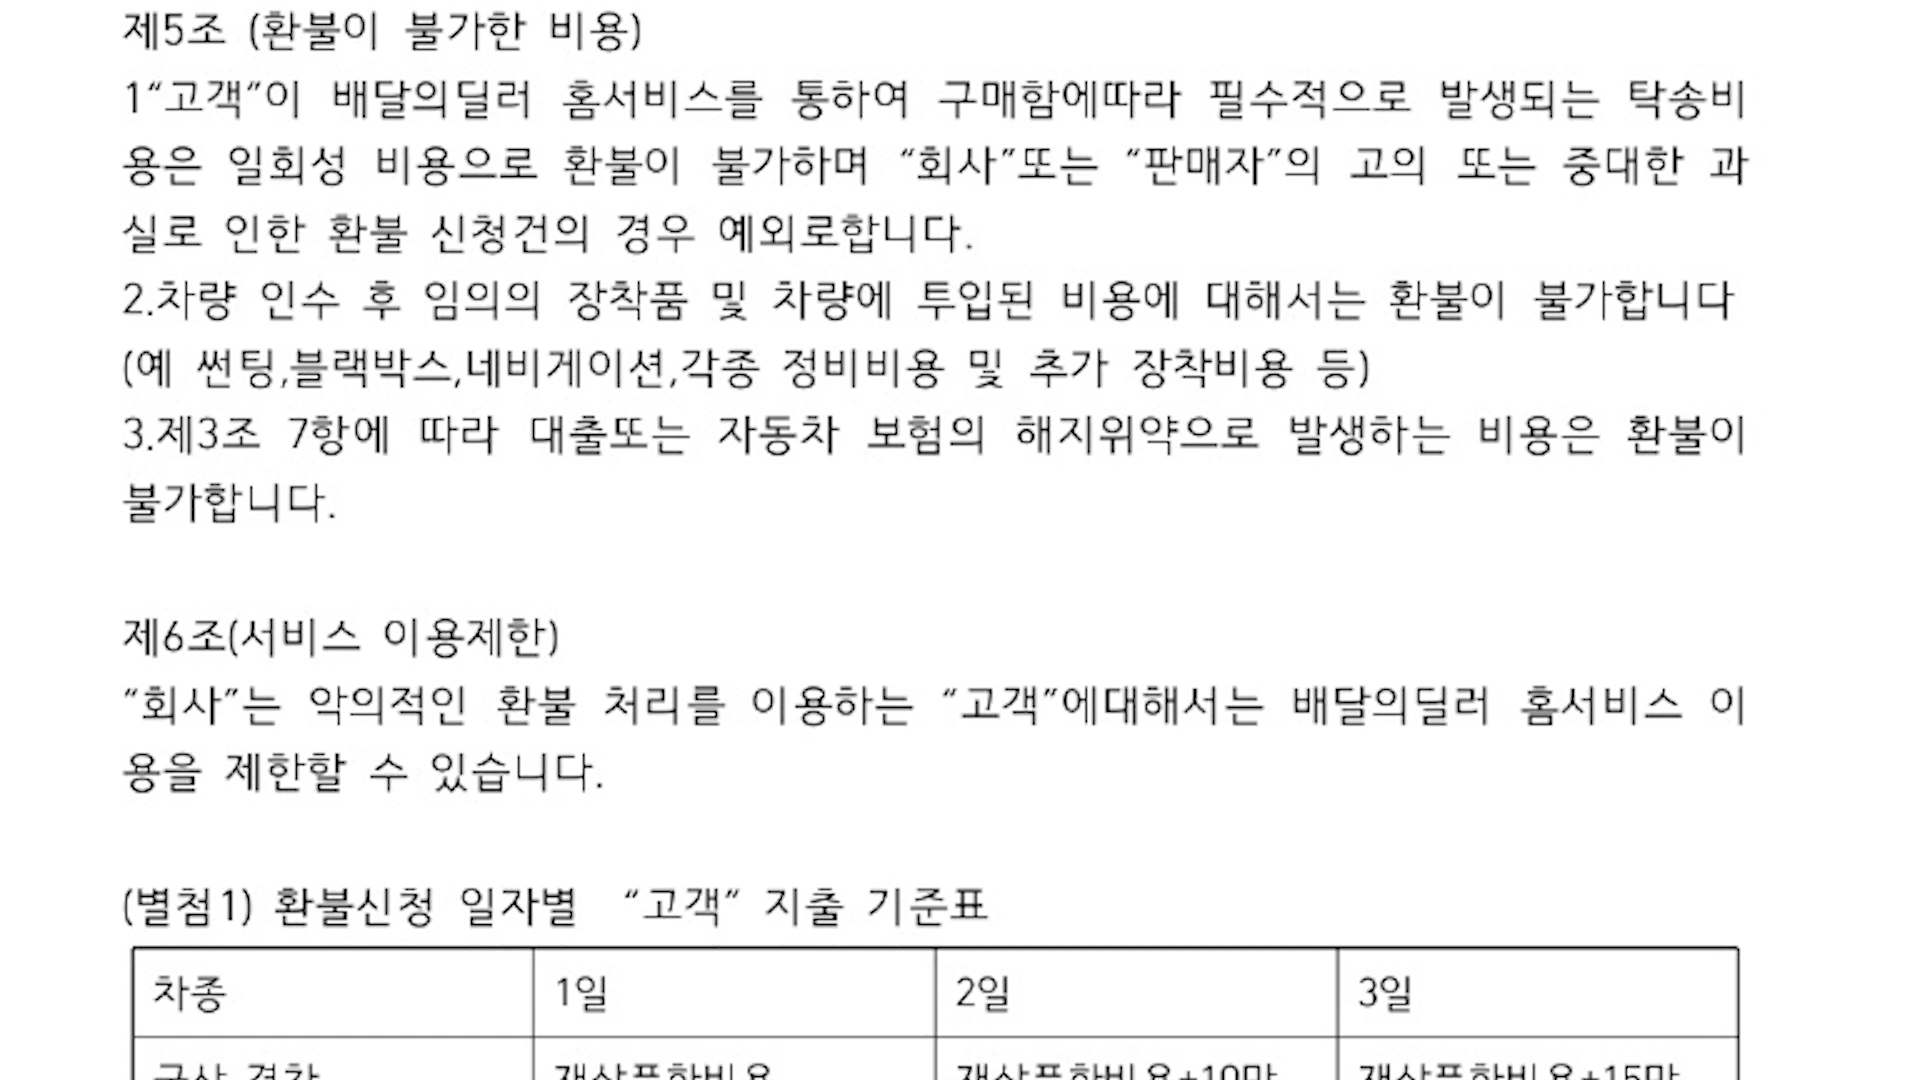 제5조 (환불이 불가한 비용)
1“고객”이 배달의딜러 홈서비스를 통하여 구매함에따라 필수적으로 발생되는 탁송비
용은 일회성 비용으로 환불이 불가하며 “회사”또는 “판매자”의 고의 또는 중대한 과
실로 인한 환불 신청건의 경우 예외로합니다.
2.차량 인수 후 임의의 장착품 및 차량에 투입된 비용에 대해서는 환불이 불가합니다
(예 썬팅,블랙박스,네비게이션,각종 정비비용 및 추가 장착비용 등)
3.제3조 7항에 따라 대출또는 자동차 보험의 해지위약으로 발생하는 비용은 환불이
불가합니다.
제6조(서비스 이용제한)
“회사”는 악의적인 환불 처리를 이용하는 “고객”에대해서는 배달의딜러 홈서비스 이
용을 제한할 수 있습니다.
(별첨1) 환불신청 일자별 “고객” 지출 기준표
차종 1일 2일 3일